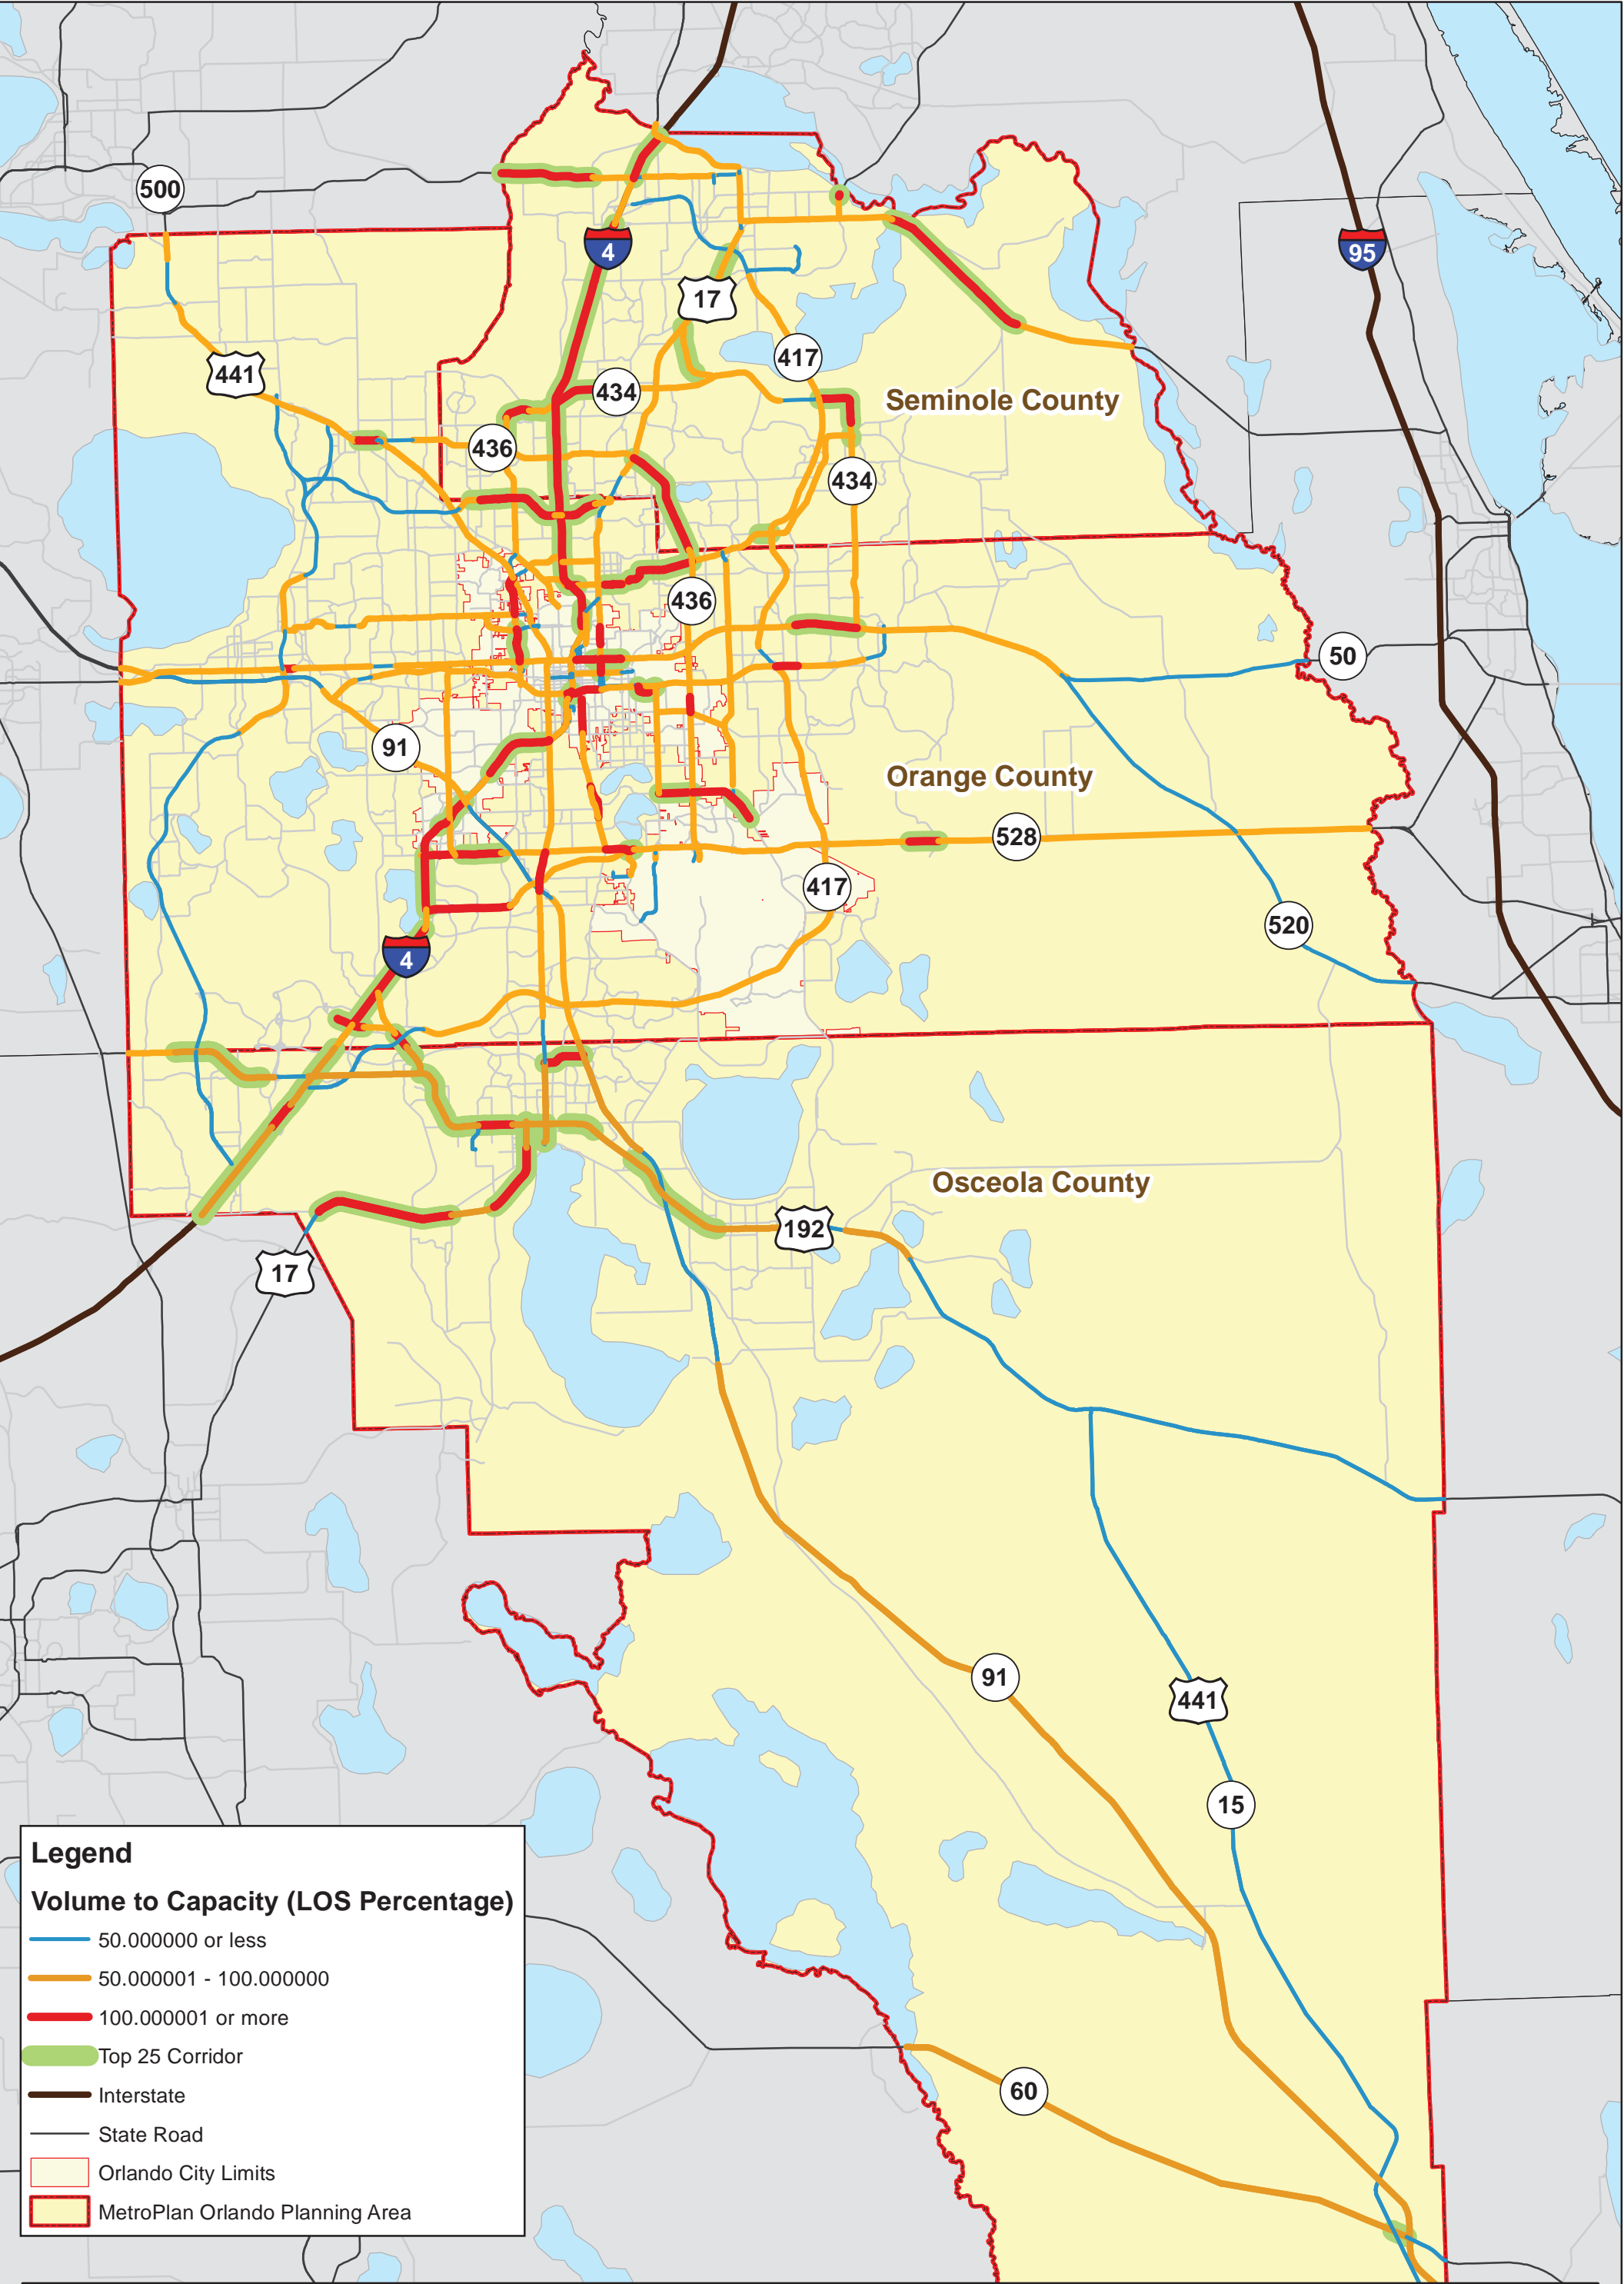 500
4
95
17
417
441
434
Seminole County
436
434
436
50
91
Orange County
528
417
520
4
Osceola County
192
17
91
441
15
60
Legend
Volume to Capacity (LOS Percentage)
50.000000 or less
50.000001 - 100.000000
100.000001 or more
Top 25 Corridor
Interstate
State Road
Orlando City Limits
MetroPlan Orlando Planning Area